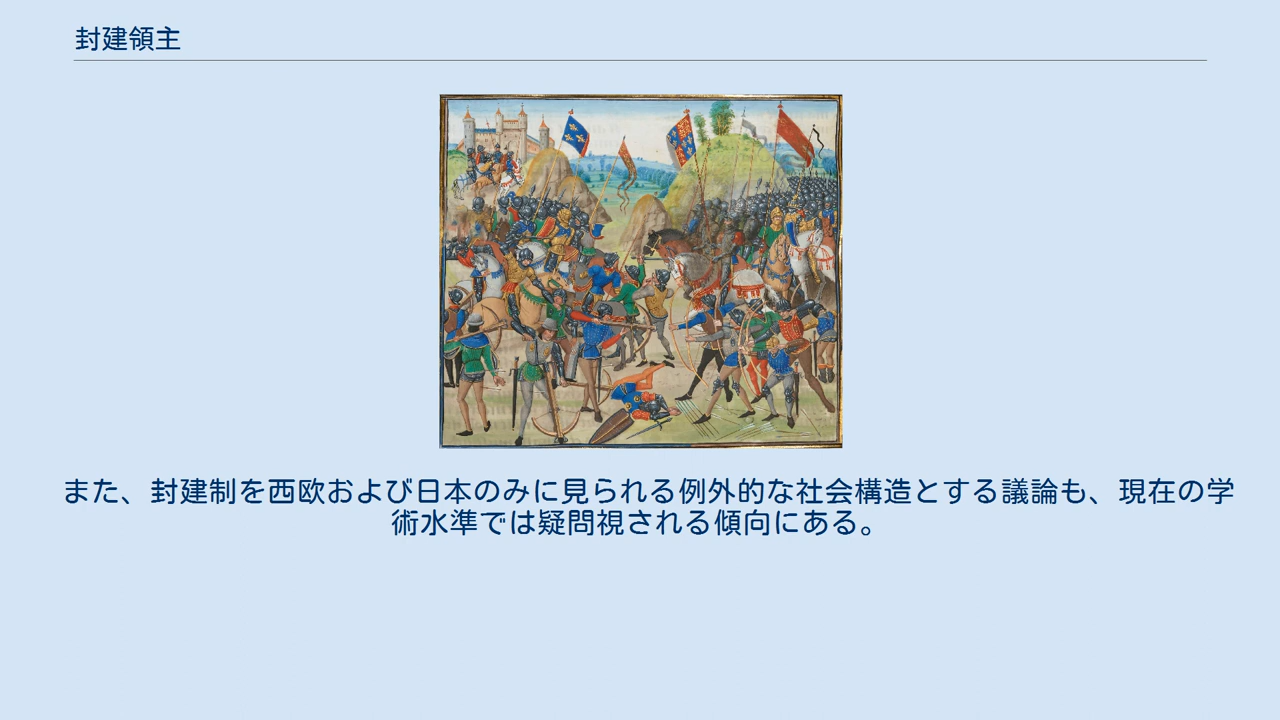 封建領主
また、封建制を西欧および日本のみに見られる例外的な社会構造とする議論も、現在の学
術水準では疑問視される傾向にある。